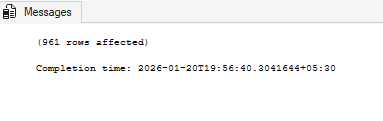 Messages
(961 rows affected)
Completion time: 2026-01-20T19:56:40.3041644+05:30